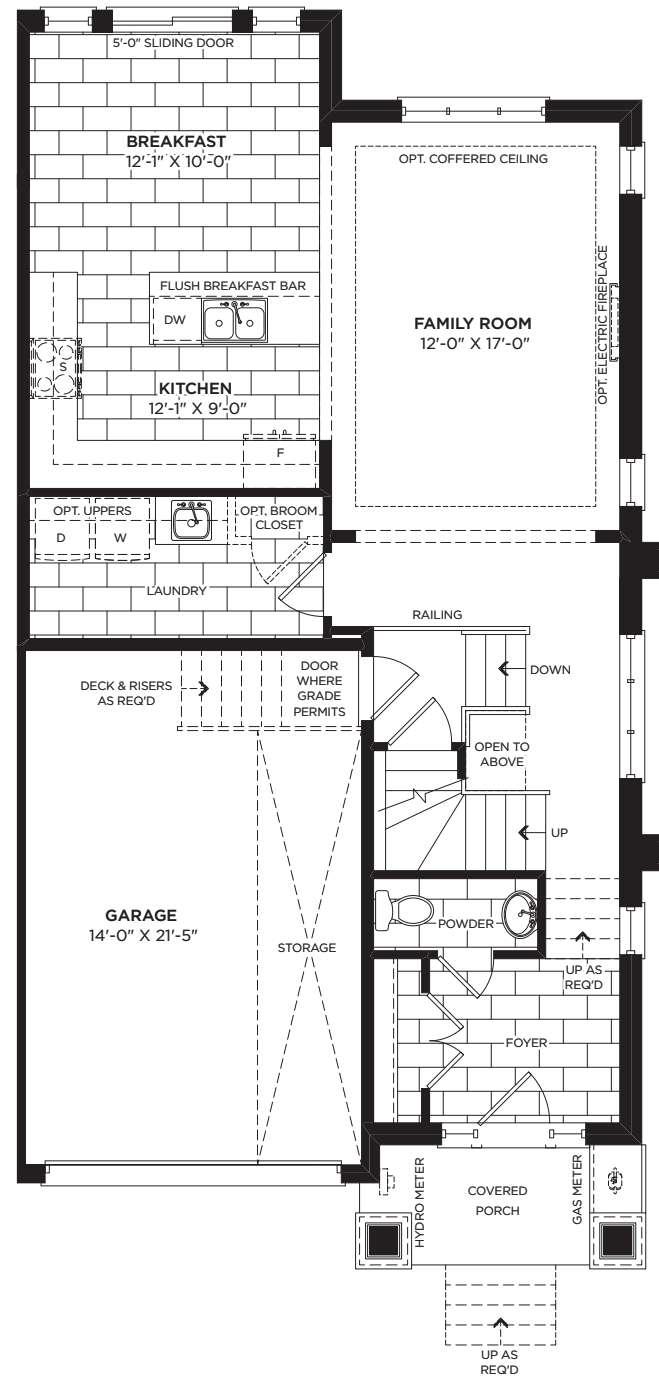 5'-0" SLIDING DOOR
BREAKFAST
12'-1" X 10'-0"
OPT. COFFERED CEILING
FLUSH BREAKFAST BAR
DW
FAMILY ROOM
12'-0" X 17'-0"
OPT. ELECTRIC FIREPLACE
S
KITCHEN
12'-1" X 9'-0"
F
OPT. UPPERS
D
W
OPT. BROOM
CLOSET
LAUNDRY
RAILING
DECK & RISERS
AS REQ'D
DOOR
WHERE
GRADE
PERMITS
DOWN
OPEN TO
ABOVE
UP
GARAGE
14'-0" X 21'-5"
STORAGE
POWDER
UP AS
REQ'D
FOYER
HYDRO METER
COVERED
PORCH
GAS METER
UP AS
REQ'D